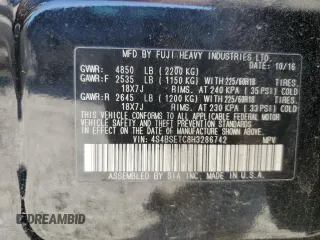 MFD BY FUJI HEAVY INDUSTRIES LTD.
DATE: 10/16
GVWR: 4850 LB (2200 KG)
GAWR:F 2535 LB (1150 KG) WITH 225/60R18 TIRES.
18X7J RIMS. AT 240 KPA (35 PSI) COLD
GAWR:R 2645 LB (1200 KG) WITH 225/60R18 TIRES.
18X7J RIMS. AT 230 KPA (33 PSI) COLD
THIS VEHICLE CONFORMS TO ALL APPLICABLE
FEDERAL MOTOR VEHICLE SAFETY AND
THEFT PREVENTION STANDARDS IN EFFECT ON
THE DATE OF MANUFACTURE SHOWN ABOVE.
VIN: 4S4BSETC8H3286742 MPV
ASSEMBLED BY SIA INC. MADE IN U.S.A.
DREAMBID